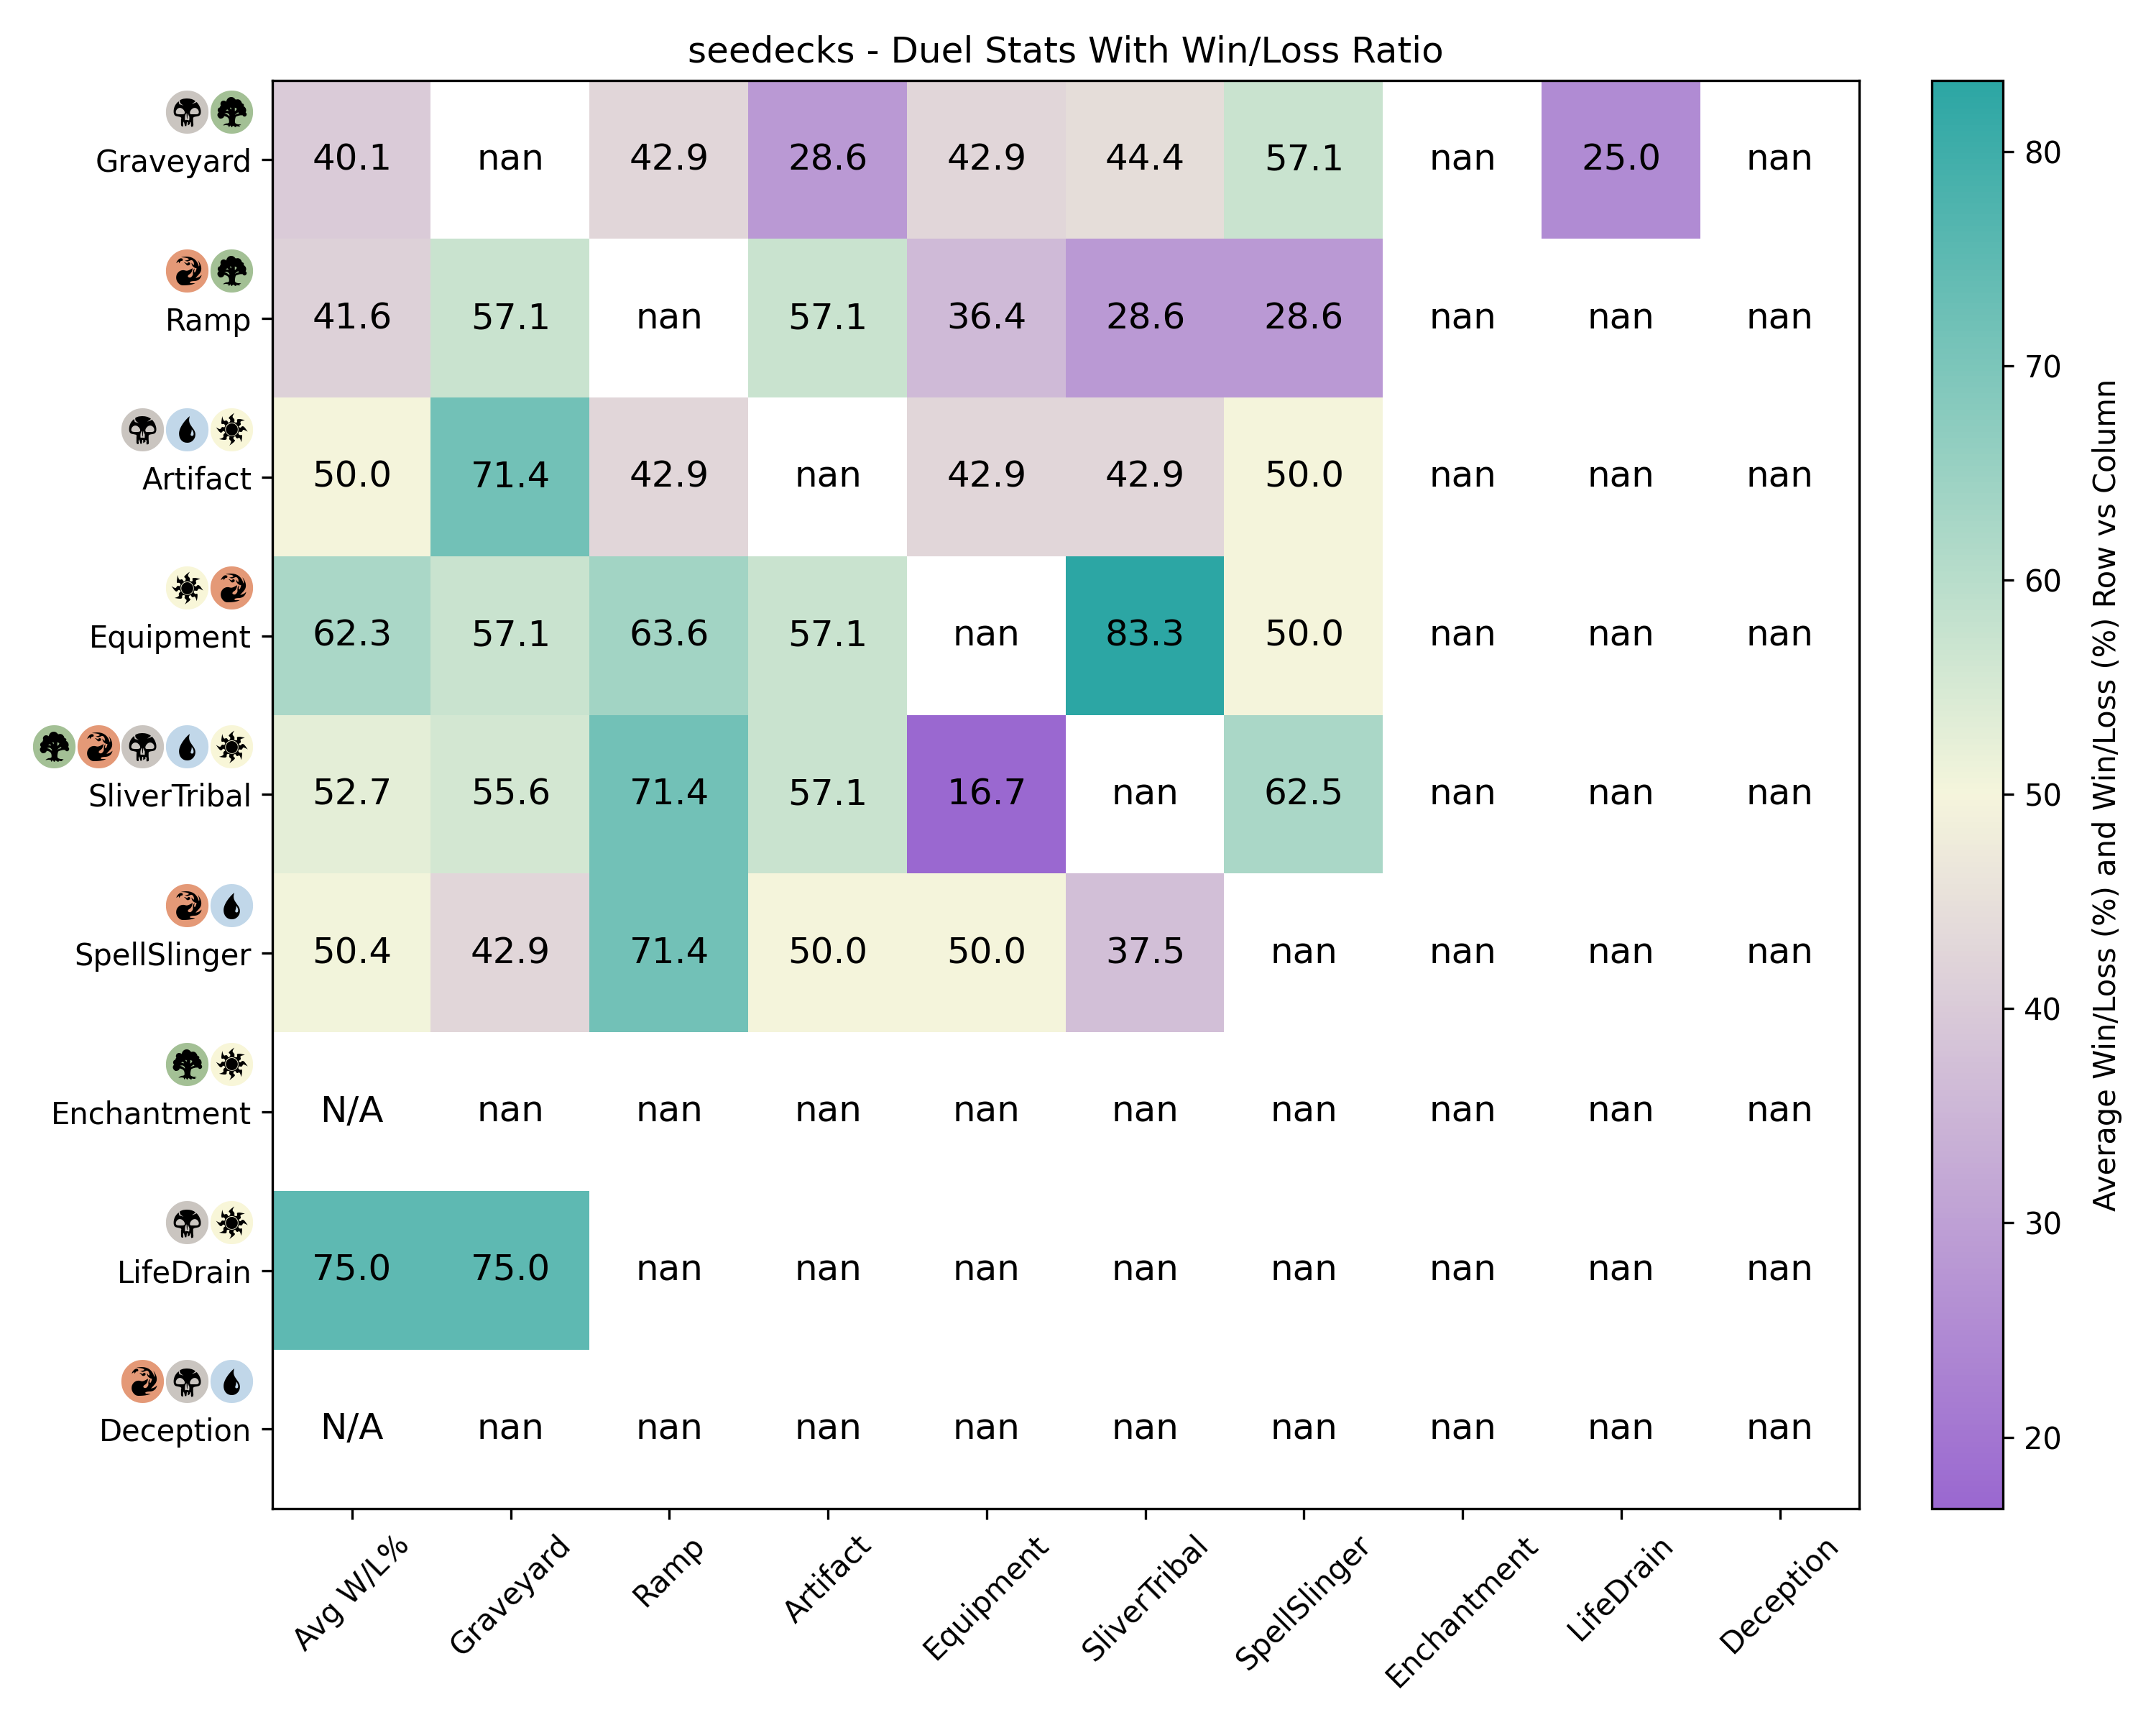 seedecks - Duel Stats With Win/Loss Ratio
Graveyard 40.1 nan 42.9 28.6 42.9 44.4 57.1 nan 25.0 nan
Ramp 41.6 57.1 nan 57.1 36.4 28.6 28.6 nan nan nan
Artifact 50.0 71.4 42.9 nan 42.9 42.9 50.0 nan nan nan
Equipment 62.3 57.1 63.6 57.1 nan 83.3 50.0 nan nan nan
SliverTribal 52.7 55.6 71.4 57.1 16.7 nan 62.5 nan nan nan
SpellSlinger 50.4 42.9 71.4 50.0 50.0 37.5 nan nan nan nan
Enchantment N/A nan nan nan nan nan nan nan nan nan
LifeDrain 75.0 75.0 nan nan nan nan nan nan nan nan
Deception N/A nan nan nan nan nan nan nan nan nan
Avg W/L% Graveyard Ramp Artifact Equipment SliverTribal SpellSlinger Enchantment LifeDrain Deception
80
70
60
50
40
30
20
Average Win/Loss (%) and Win/Loss (%) Row vs Column